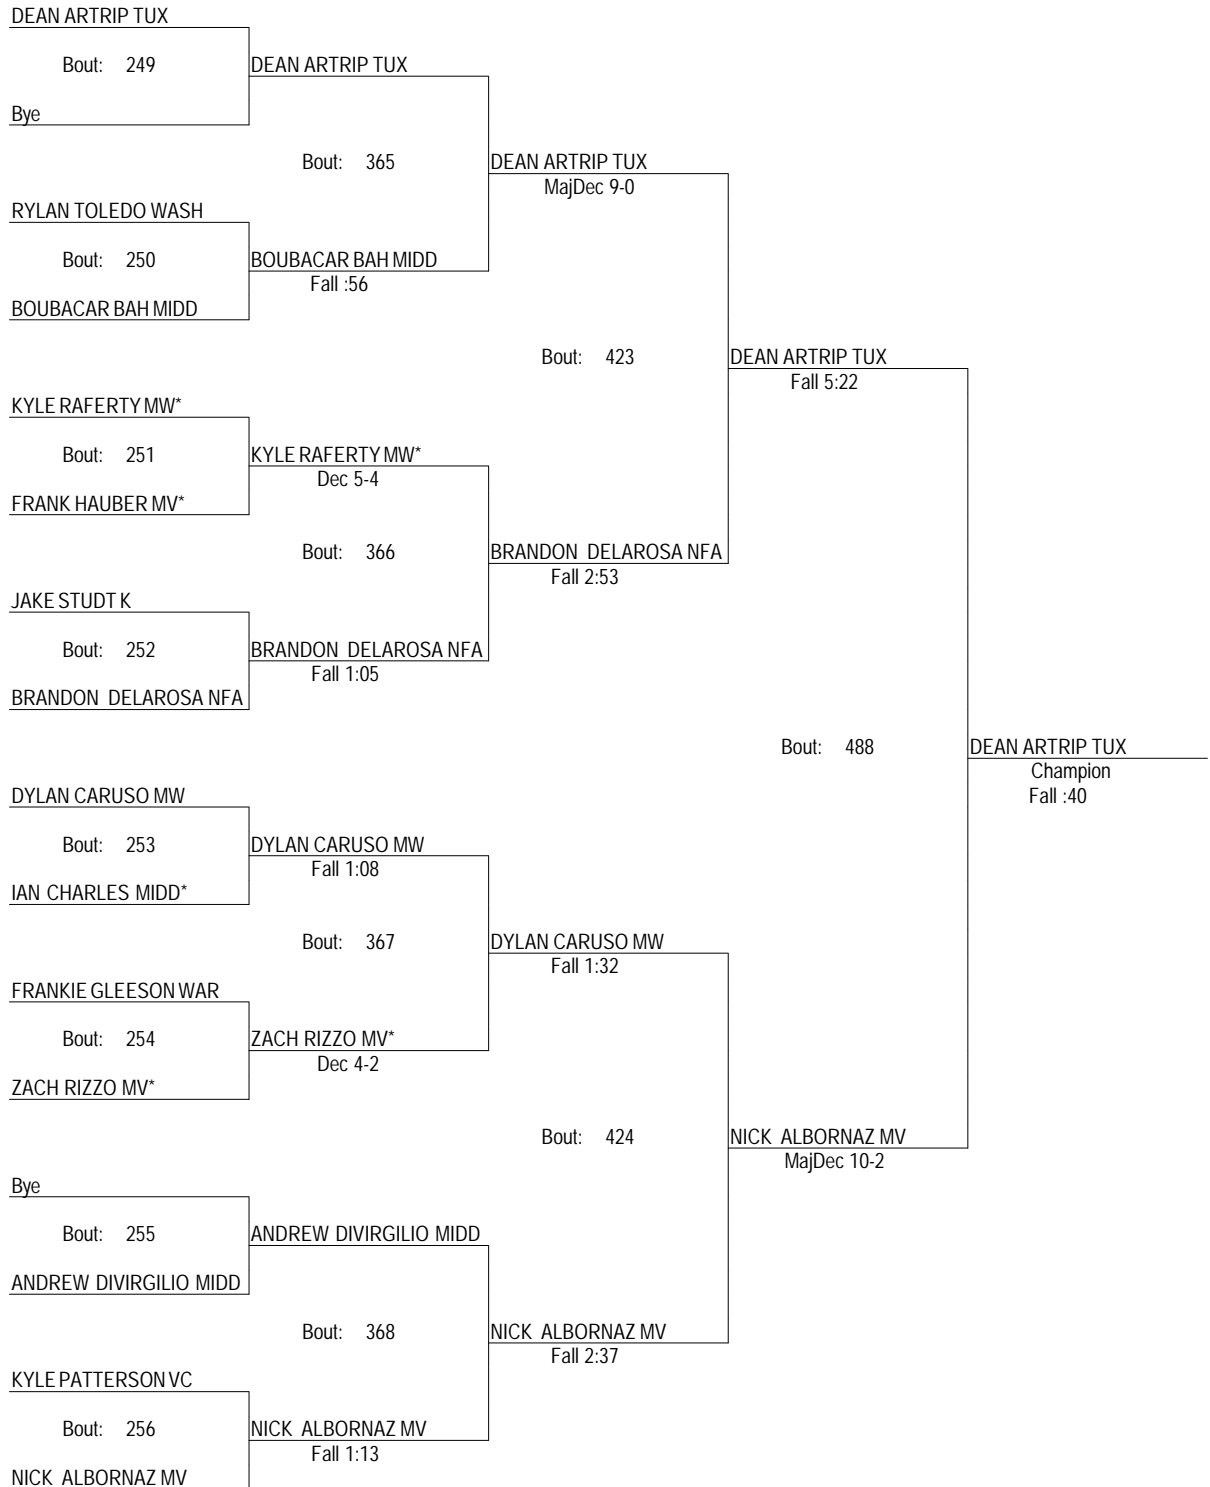 DEAN ARTRIP TUX
Bout: 249 DEAN ARTRIP TUX
Bye
Bout: 365 DEAN ARTRIP TUX
MajDec 9-0
RYLAN TOLEDO WASH
Bout: 250 BOUBACAR BAH MIDD
Fall :56
BOUBACAR BAH MIDD
Bout: 423 DEAN ARTRIP TUX
Fall 5:22
KYLE RAFERTY MW*
Bout: 251 KYLE RAFERTY MW*
Dec 5-4
FRANK HAUBER MV*
Bout: 366 BRANDON DELAROSA NFA
Fall 2:53
JAKE STUDT K
Bout: 252 BRANDON DELAROSA NFA
Fall 1:05
BRANDON DELAROSA NFA
Bout: 488 DEAN ARTRIP TUX
Champion
DYLAN CARUSO MW Fall :40
Bout: 253 DYLAN CARUSO MW
Fall 1:08
IAN CHARLES MIDD*
Bout: 367 DYLAN CARUSO MW
Fall 1:32
FRANKIE GLEESON WAR
Bout: 254 ZACH RIZZO MV*
Dec 4-2
ZACH RIZZO MV*
Bout: 424 NICK ALBORNAZ MV
MajDec 10-2
Bye
Bout: 255 ANDREW DIVIRGILIO MIDD
ANDREW DIVIRGILIO MIDD
Bout: 368 NICK ALBORNAZ MV
Fall 2:37
KYLE PATTERSON VC
Bout: 256 NICK ALBORNAZ MV
Fall 1:13
NICK ALBORNAZ MV